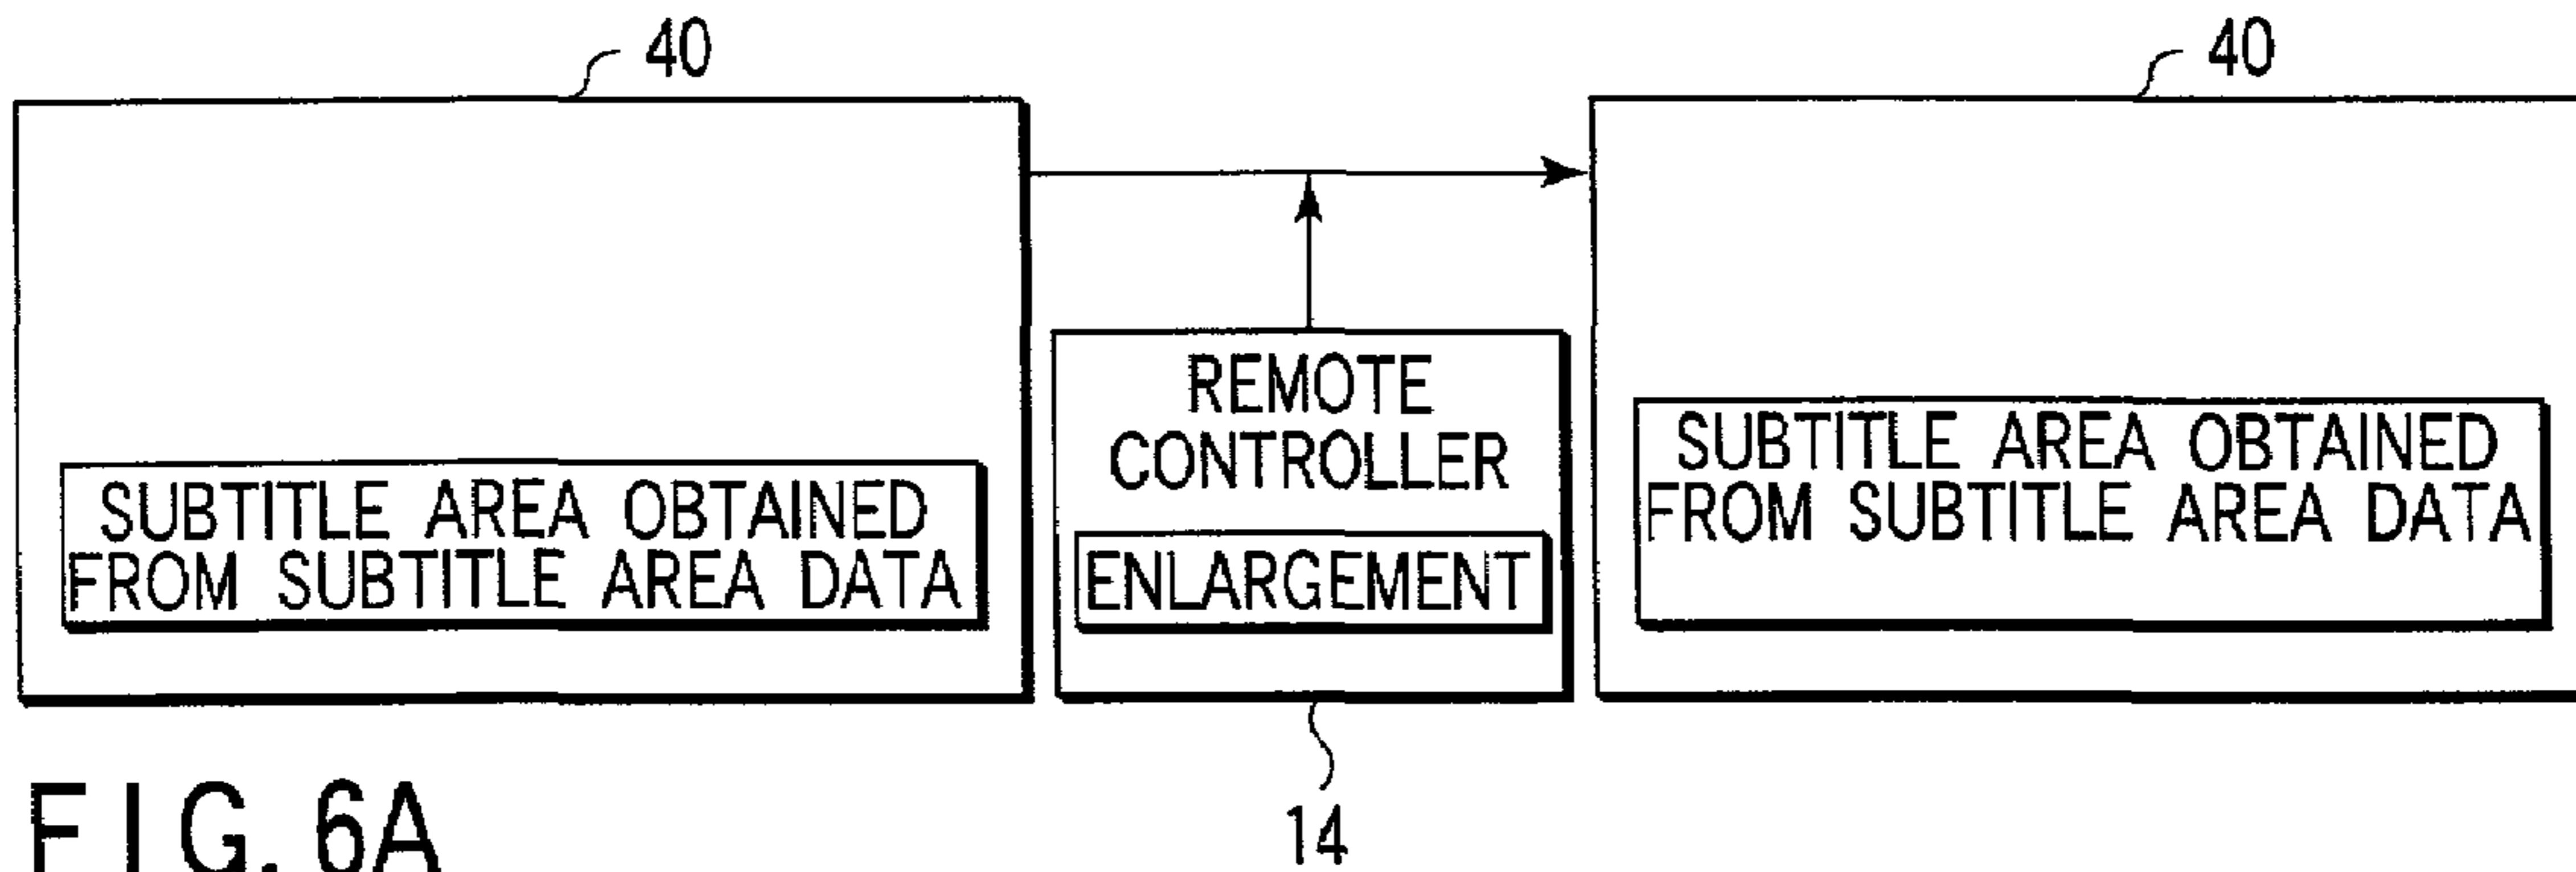 40
40
SUBTITLE AREA OBTAINED
FROM SUBTITLE AREA DATA
REMOTE
CONTROLLER
ENLARGEMENT
SUBTITLE AREA OBTAINED
FROM SUBTITLE AREA DATA
14
FIG. 6A